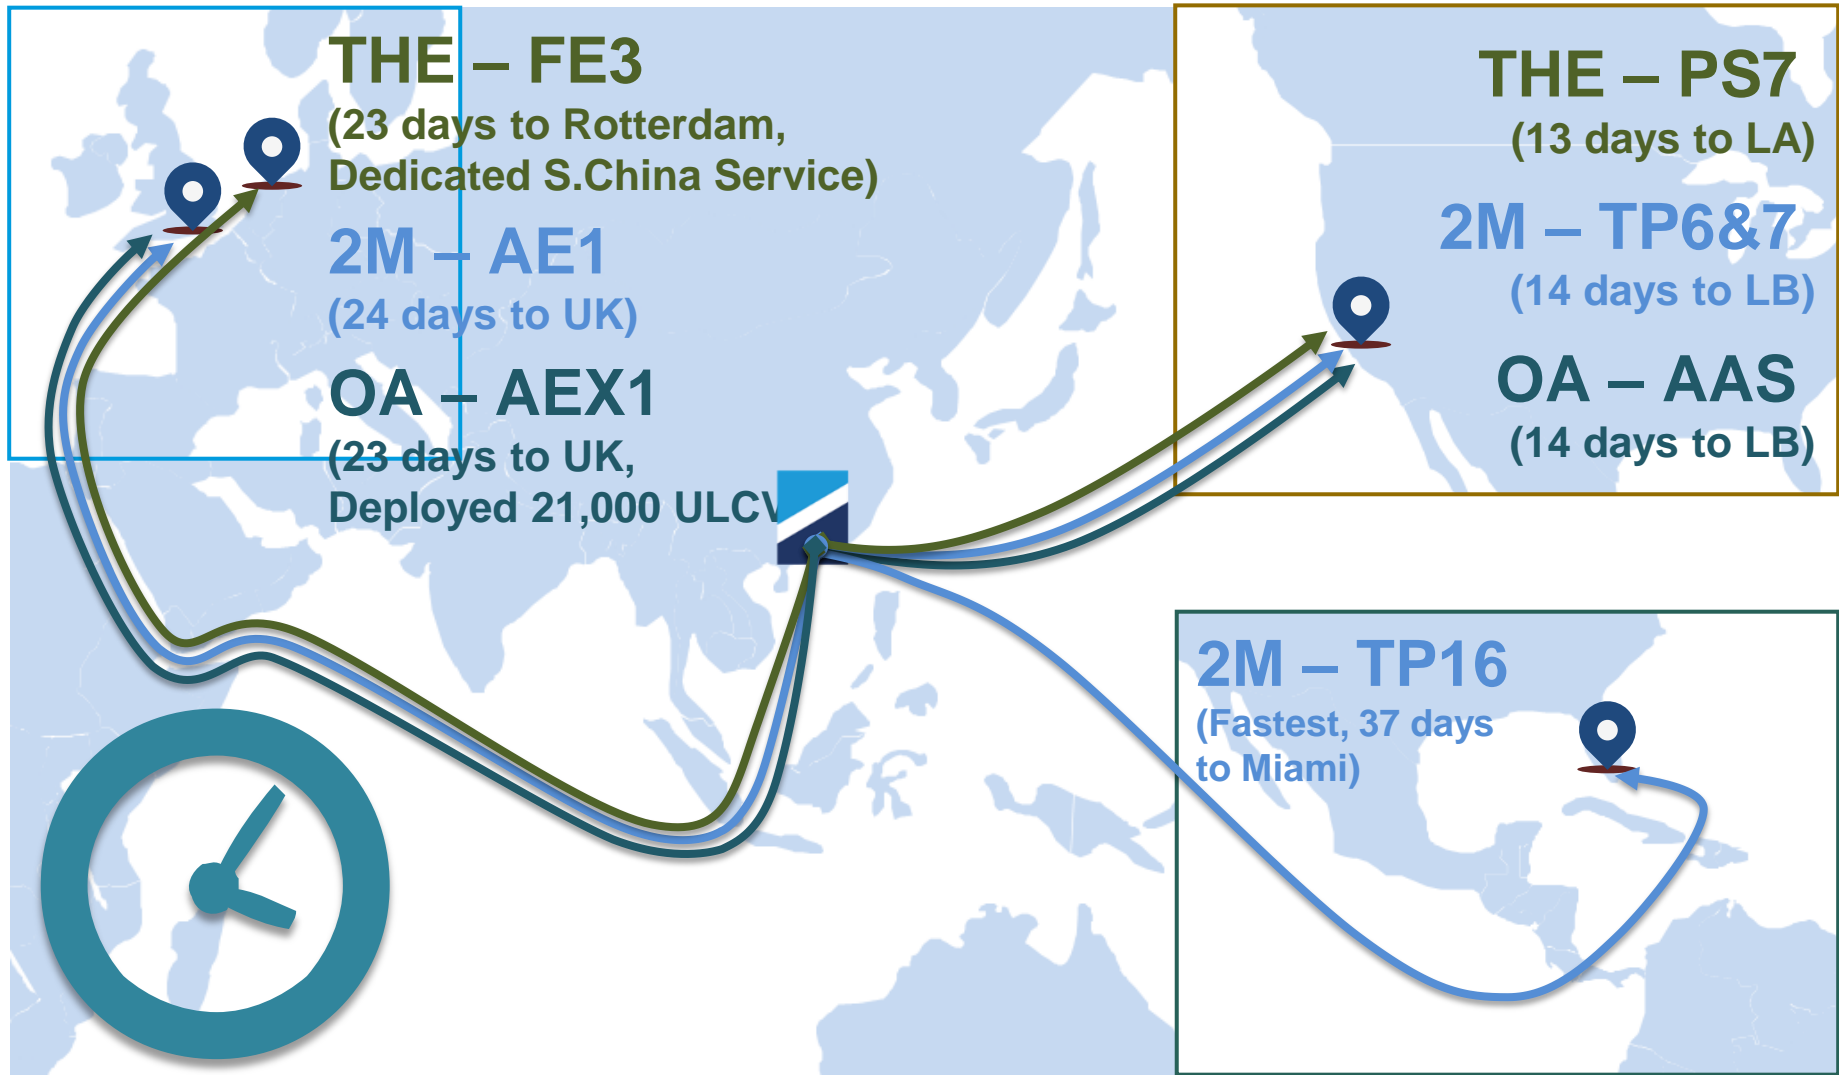 THE – FE3
(23 days to Rotterdam,
Dedicated S.China Service)
2M – AE1
(24 days to UK)
OA – AEX1
(23 days to UK,
Deployed 21,000 ULCV
THE – PS7
(13 days to LA)
2M – TP6&7
(14 days to LB)
OA – AAS
(14 days to LB)
2M – TP16
(Fastest, 37 days
to Miami)